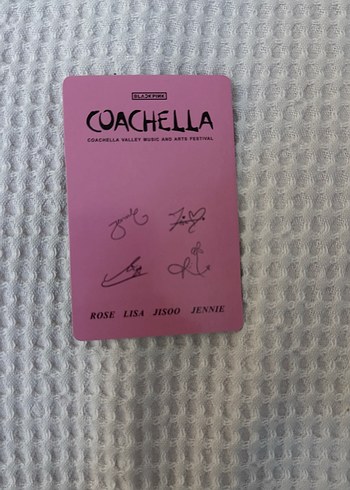 BLACKPINK
COACHELLA
COACHELLA VALLEY MUSIC AND ARTS FESTIVAL
ROSE LISA JISOO JENNIE